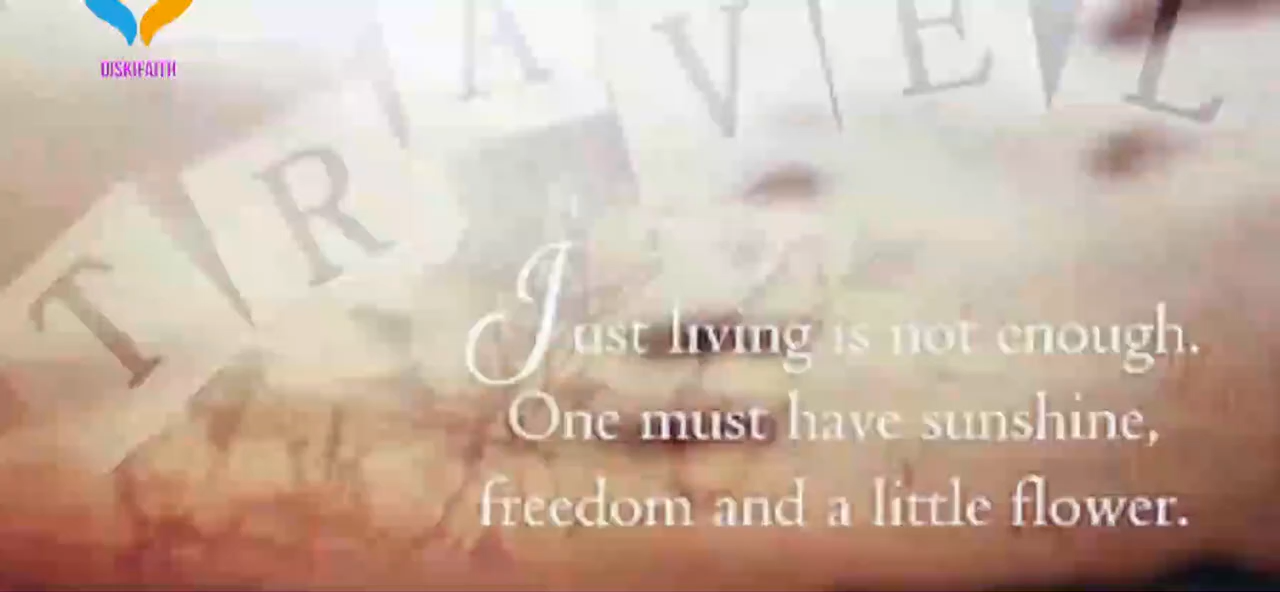 DISKIFAITH
TRAVEL
Just living is not enough.
One must have sunshine,
freedom and a little flower.